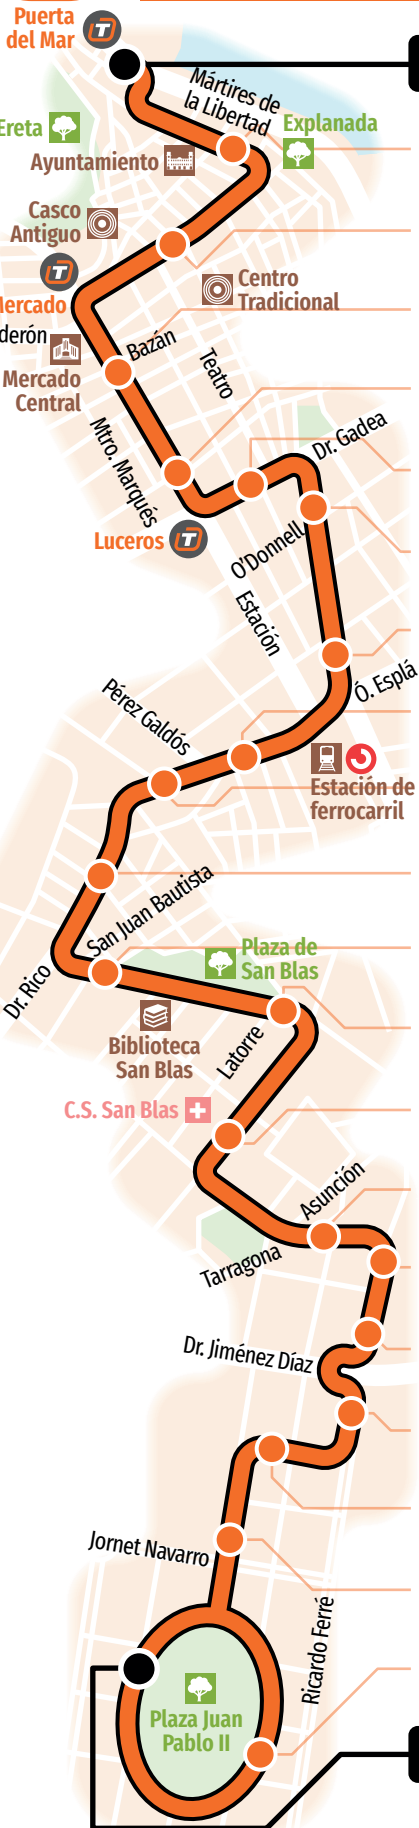 Puerta
del Mar
Mártires de
la Libertad
Explanada
Ereta
Ayuntamiento
Casco
Antiguo
Centro
Tradicional
Mercado
derón
Bazán
Mercado
Central
Teatro
Mtro. Marqués
Dr. Gadea
Luceros
O'Donnell
Estación
Ó. Esplá
Pérez Galdós
Estación de
ferrocarril
San Juan Bautista
Dr. Rico
Plaza de
San Blas
Biblioteca
San Blas
Latorre
C.S. San Blas
Asunción
Tarragona
Dr. Jiménez Díaz
Jornet Navarro
Ricardo Ferré
Plaza Juan
Pablo II